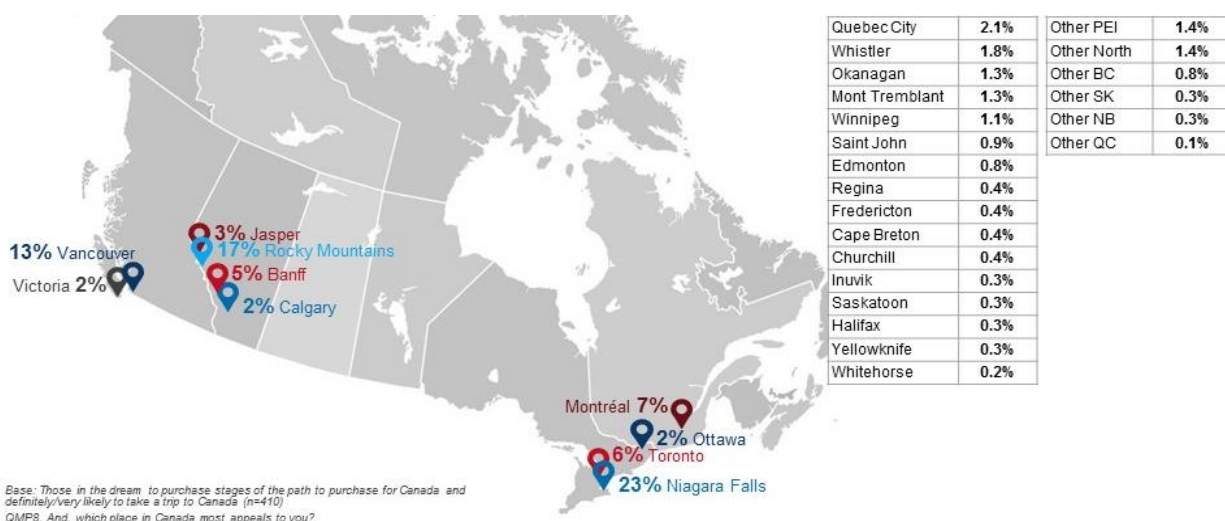 3% Jasper
17% Rocky Mountains
13% Vancouver
5% Banff
Victoria 2%
2% Calgary
Montréal 7%
2% Ottawa
6% Toronto
23% Niagara Falls
Quebec City 2.1%
Whistler 1.8%
Okanagan 1.3%
Mont Tremblant 1.3%
Winnipeg 1.1%
Saint John 0.9%
Edmonton 0.8%
Regina 0.4%
Fredericton 0.4%
Cape Breton 0.4%
Churchill 0.4%
Inuvik 0.3%
Saskatoon 0.3%
Halifax 0.3%
Yellowknife 0.3%
Whitehorse 0.2%
Other PEI 1.4%
Other North 1.4%
Other BC 0.8%
Other SK 0.3%
Other NB 0.3%
Other QC 0.1%
Base: Those in the dream to purchase stages of the path to purchase for Canada and
definitely/very likely to take a trip to Canada (n=410)
QMP8. And, which place in Canada most appeals to you?